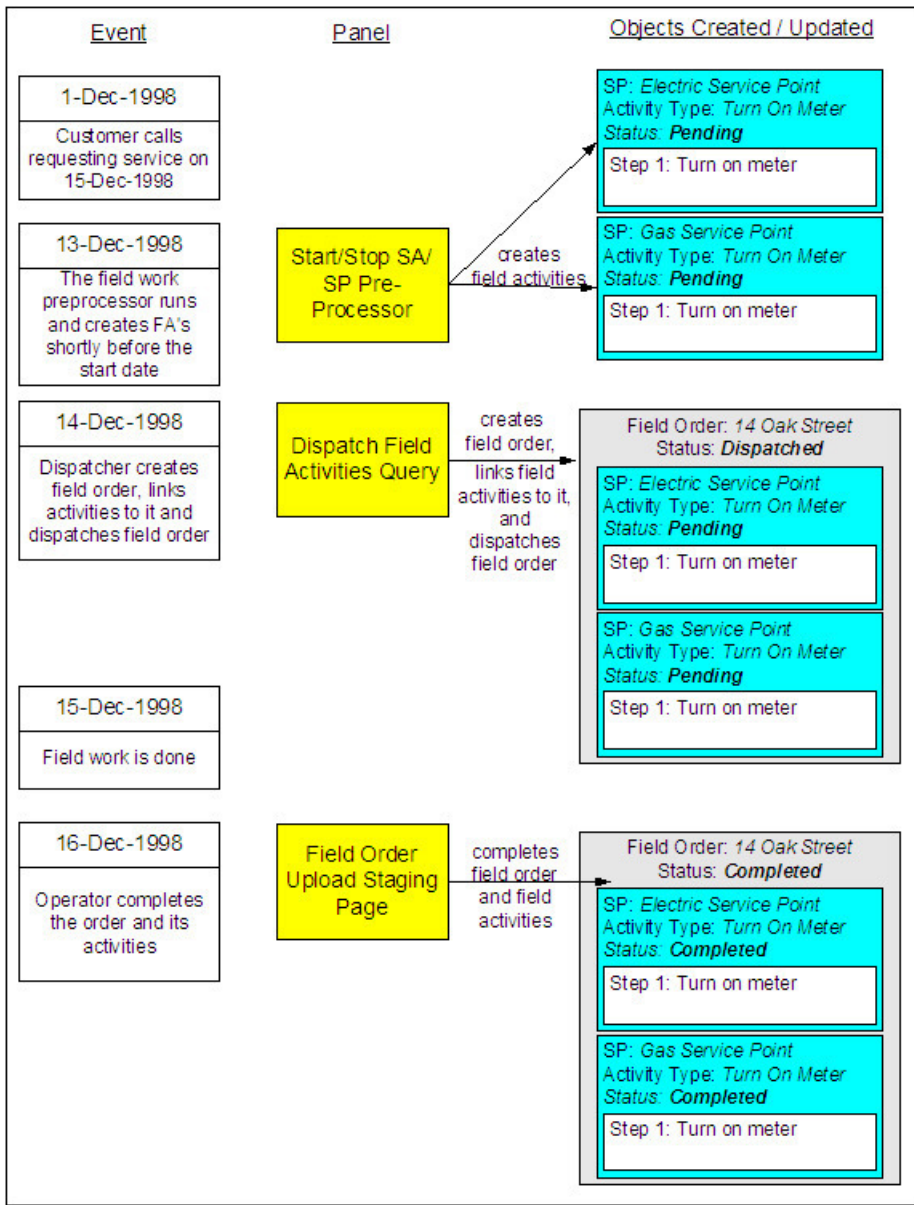 Event
Panel
Objects Created / Updated
1-Dec-1998
Customer calls
requesting service on
15-Dec-1998
SP: Electric Service Point
Activity Type: Turn On Meter
Status: Pending
Step 1: Turn on meter
13-Dec-1998
The field work
preprocessor runs
and creates FA's
shortly before the
start date
Start/Stop SA/
SP Pre-
Processor
creates
field activities
SP: Gas Service Point
Activity Type: Turn On Meter
Status: Pending
Step 1: Turn on meter
14-Dec-1998
Dispatcher creates
field order, links
activities to it and
dispatches field order
Dispatch Field
Activities Query
creates
field order,
links field
activities to it,
and
dispatches
field order
Field Order: 14 Oak Street
Status: Dispatched
SP: Electric Service Point
Activity Type: Turn On Meter
Status: Pending
Step 1: Turn on meter
SP: Gas Service Point
Activity Type: Turn On Meter
Status: Pending
Step 1: Turn on meter
15-Dec-1998
Field work is done
16-Dec-1998
Operator completes
the order and its
activities
Field Order
Upload Staging
Page
completes
field order
and field
activities
Field Order: 14 Oak Street
Status: Completed
SP: Electric Service Point
Activity Type: Turn On Meter
Status: Completed
Step 1: Turn on meter
SP: Gas Service Point
Activity Type: Turn On Meter
Status: Completed
Step 1: Turn on meter